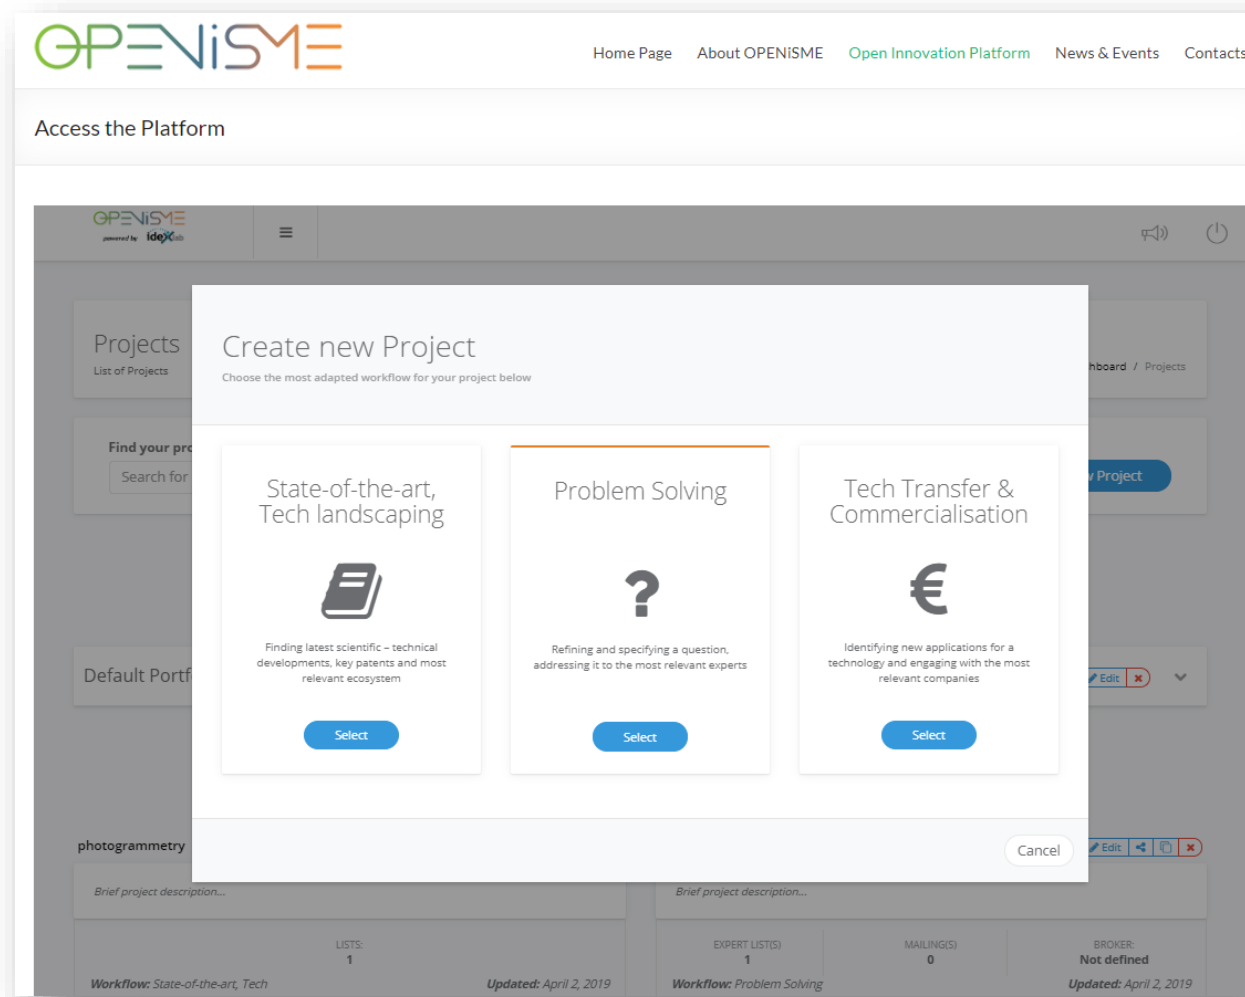 OPENiSME
Home Page About OPENiSME Open Innovation Platform News & Events Contacts
Access the Platform
OPENiSME
powered by idexlab
Projects
List of Projects
hboard / Projects
Create new Project
Choose the most adapted workflow for your project below
Find your pro
Search for
Project
State-of-the-art,
Tech landscaping
Finding latest scientific – technical
developments, key patents and most
relevant ecosystem
Select
Problem Solving
?
Refining and specifying a question,
addressing it to the most relevant experts
Select
Tech Transfer &
Commercialisation
€
Identifying new applications for a
technology and engaging with the most
relevant companies
Select
Default Portf
Edit
Cancel
photogrammetry
Edit
Brief project description...
Brief project description...
LISTS:
1
EXPERT LIST(S)
1
MAILING(S)
0
BROKER:
Not defined
Workflow: State-of-the-art, Tech
Updated: April 2, 2019
Workflow: Problem Solving
Updated: April 2, 2019